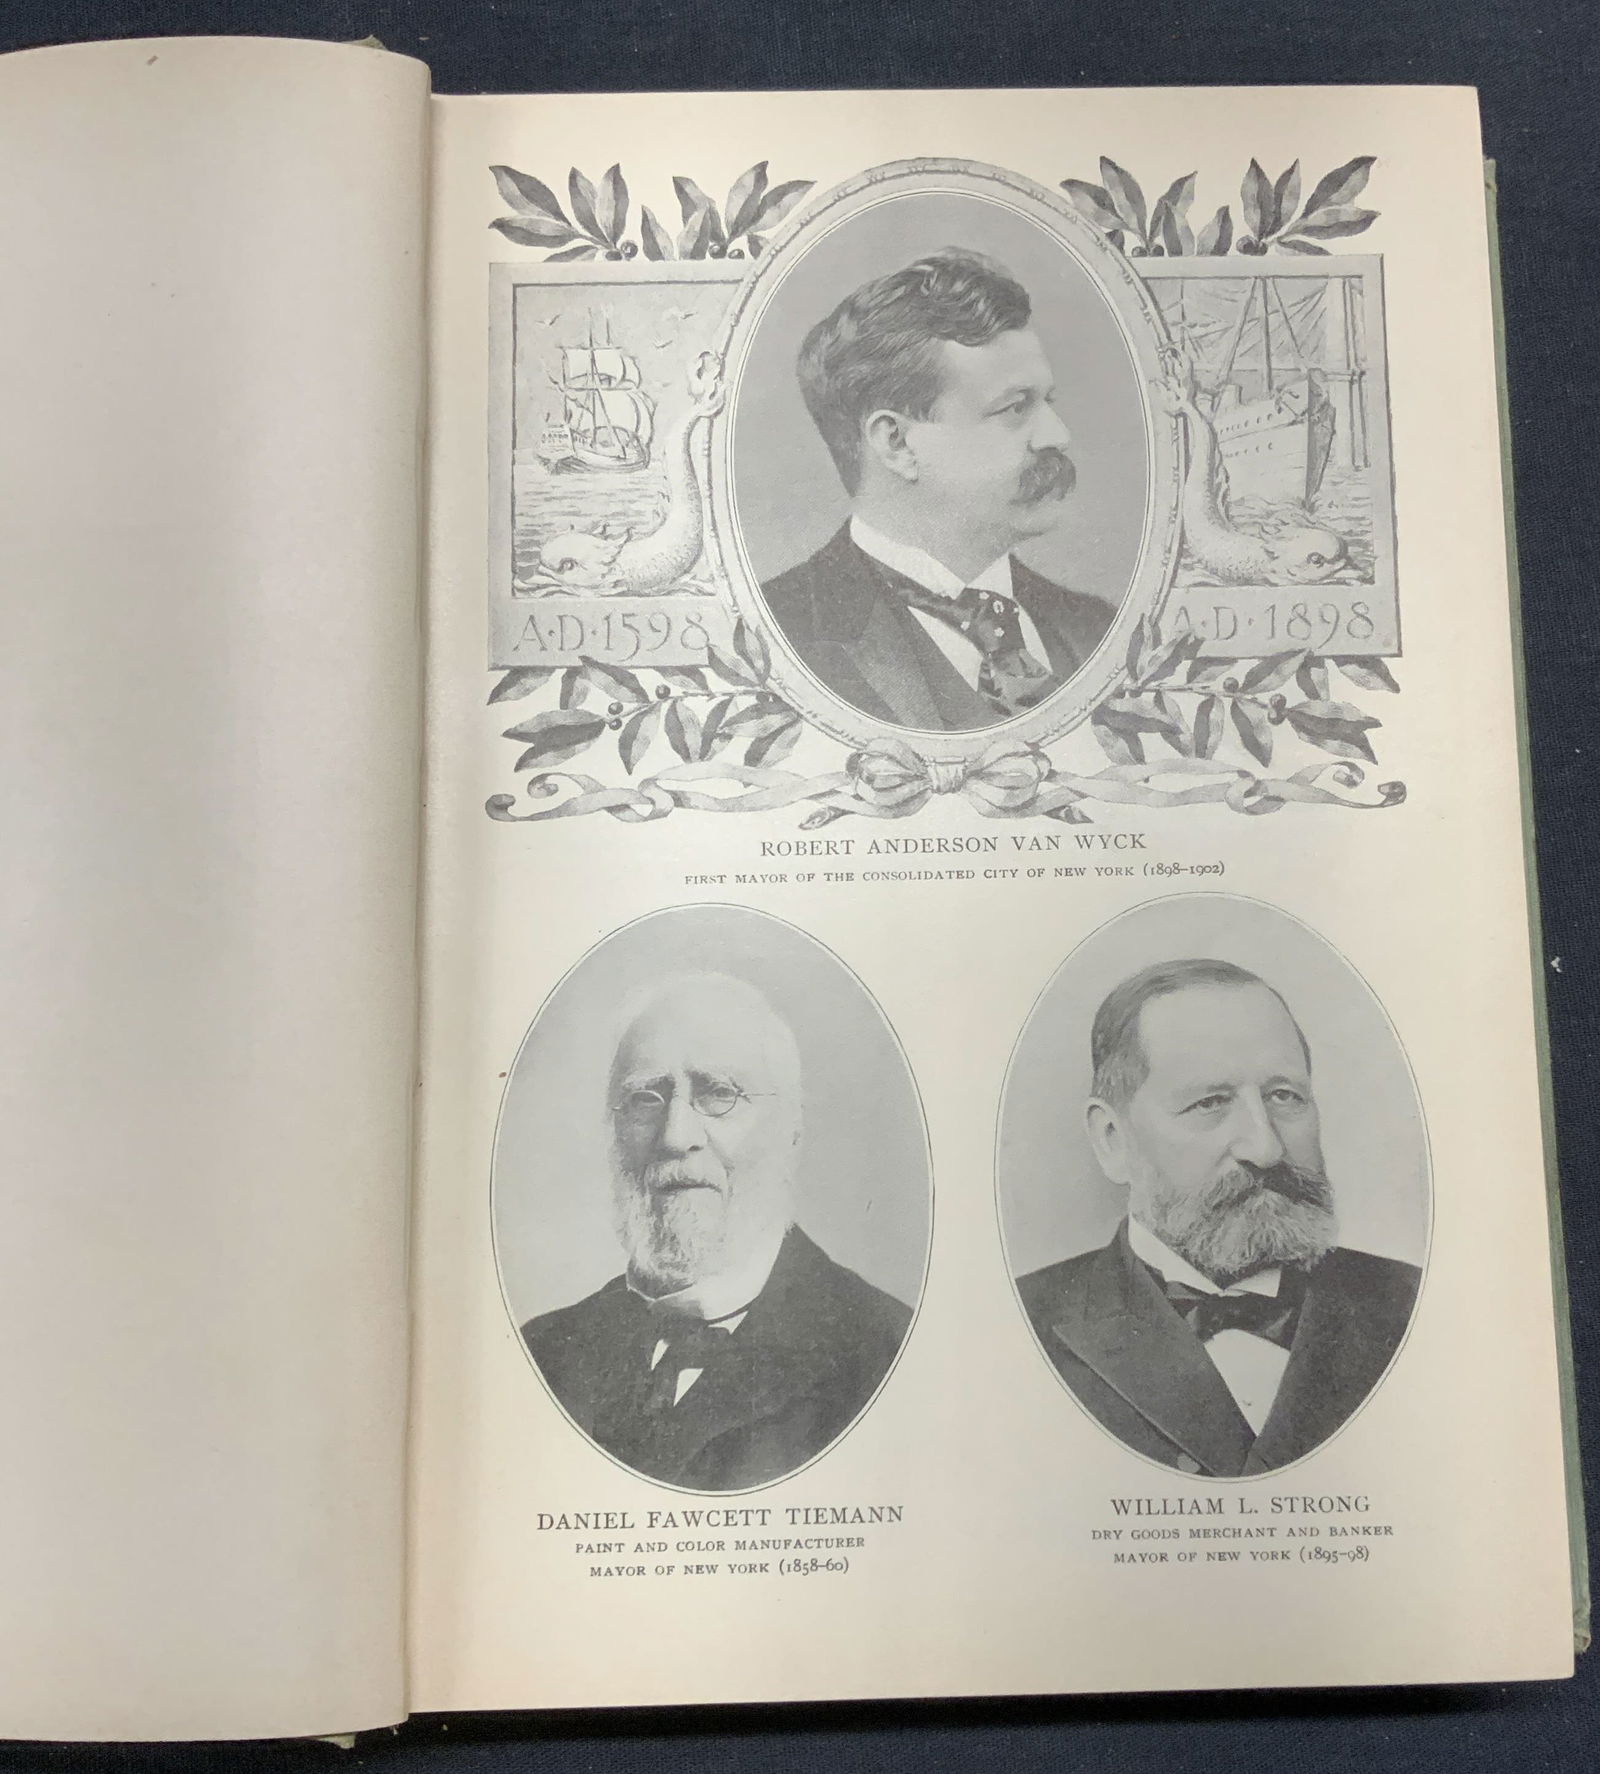 A·D·1598
A·D·1898
ROBERT ANDERSON VAN WYCK
FIRST MAYOR OF THE CONSOLIDATED CITY OF NEW YORK (1898–1902)
DANIEL FAWCETT TIEMANN
PAINT AND COLOR MANUFACTURER
MAYOR OF NEW YORK (1858–60)
WILLIAM L. STRONG
DRY GOODS MERCHANT AND BANKER
MAYOR OF NEW YORK (1895–98)